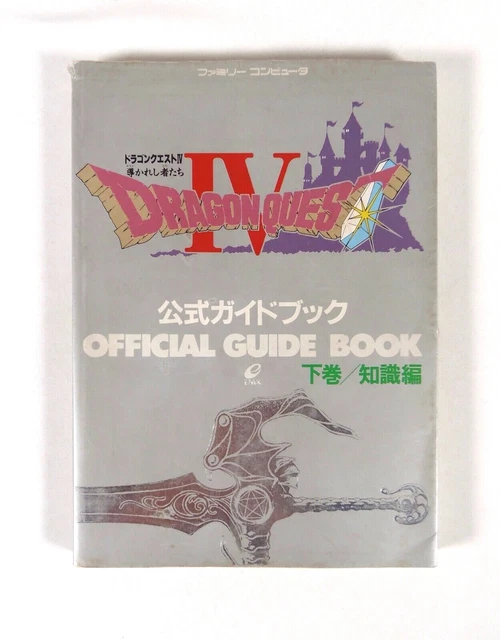 ファミリー コンピュータ
ドラゴンクエストIV
導かれし者たち
IV
DRAGON QUEST
公式ガイドブック
OFFICIAL GUIDE BOOK
ENIX
下巻/知識編